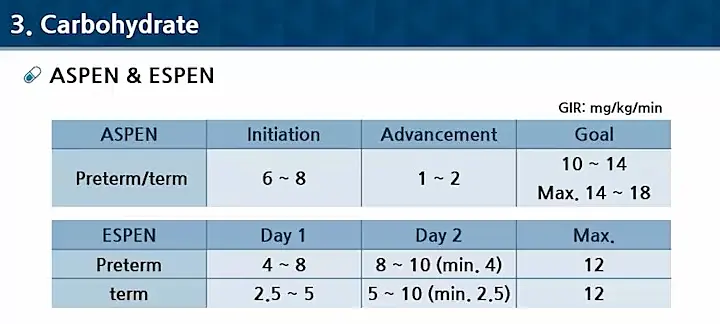 3. Carbohydrate
ASPEN & ESPEN
GIR: mg/kg/min
ASPEN Initiation Advancement Goal
Preterm/term 6 ~ 8 1 ~ 2 10 ~ 14
Max. 14 ~ 18
ESPEN Day 1 Day 2 Max.
Preterm 4 ~ 8 8 ~ 10 (min. 4) 12
term 2.5 ~ 5 5 ~ 10 (min. 2.5) 12